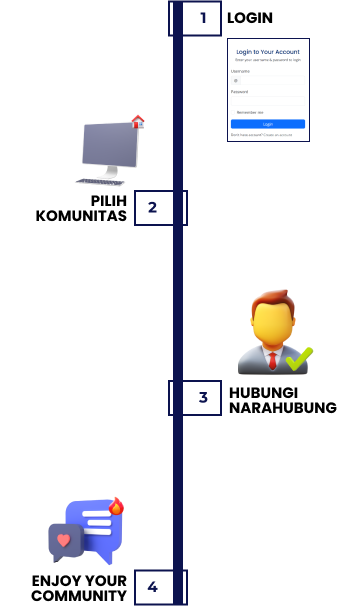 1 LOGIN
Login to Your Account
Enter your username & password to login
Username
@
Password
Remember me
Login
Don't have account? Create an account
PILIH
KOMUNITAS
2
3
HUBUNGI
NARAHUBUNG
ENJOY YOUR
COMMUNITY
4